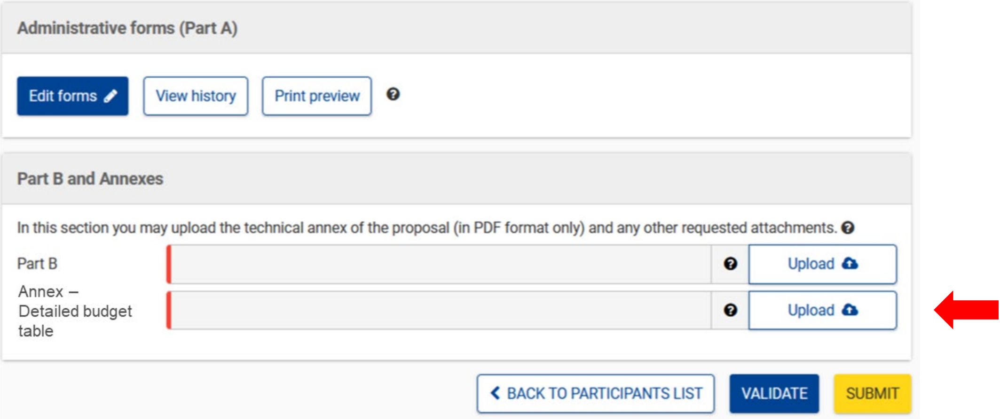 Administrative forms (Part A)
Edit forms
View history
Print preview
?
Part B and Annexes
In this section you may upload the technical annex of the proposal (in PDF format only) and any other requested attachments. ?
Part B
?
Upload
Annex –
Detailed budget
table
?
Upload
BACK TO PARTICIPANTS LIST
VALIDATE
SUBMIT